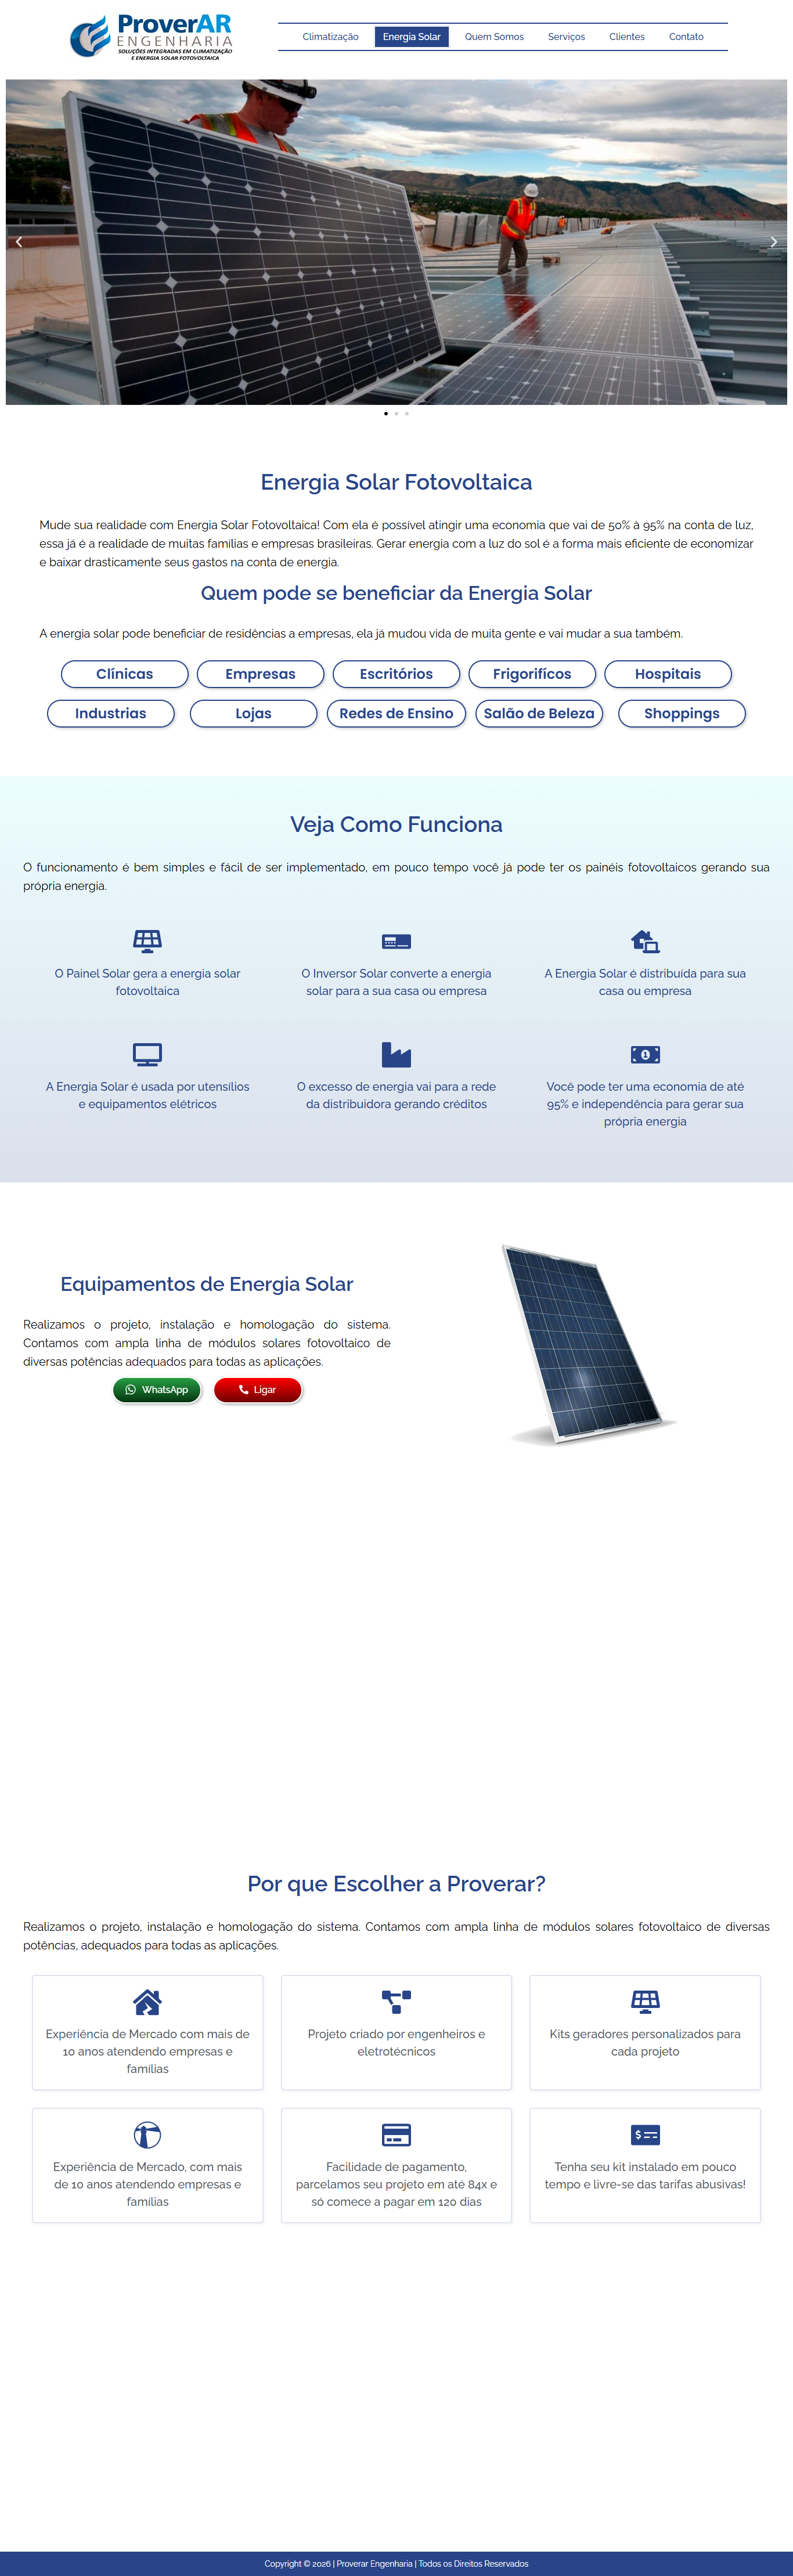 ProverAR
ENGENHARIA
SOLUÇÕES INTEGRADAS EM CLIMATIZAÇÃO
E ENERGIA SOLAR FOTOVOLTAICA
Climatização
Energia Solar
Quem Somos
Serviços
Clientes
Contato
Energia Solar Fotovoltaica
Mude sua realidade com Energia Solar Fotovoltaica! Com ela é possível atingir uma economia que vai de 50% à 95% na conta de luz,
essa já é a realidade de muitas famílias e empresas brasileiras. Gerar energia com a luz do sol é a forma mais eficiente de economizar
e baixar drasticamente seus gastos na conta de energia.
Quem pode se beneficiar da Energia Solar
A energia solar pode beneficiar de residências a empresas, ela já mudou vida de muita gente e vai mudar a sua também.
Clínicas
Empresas
Escritórios
Frigorifícos
Hospitais
Industrias
Lojas
Redes de Ensino
Salão de Beleza
Shoppings
Veja Como Funciona
O funcionamento é bem simples e fácil de ser implementado, em pouco tempo você já pode ter os painéis fotovoltaicos gerando sua
própria energia.
O Painel Solar gera a energia solar
fotovoltaica
O Inversor Solar converte a energia
solar para a sua casa ou empresa
A Energia Solar é distribuída para sua
casa ou empresa
A Energia Solar é usada por utensílios
e equipamentos elétricos
O excesso de energia vai para a rede
da distribuidora gerando créditos
Você pode ter uma economia de até
95% e independência para gerar sua
própria energia
Equipamentos de Energia Solar
Realizamos o projeto, instalação e homologação do sistema.
Contamos com ampla linha de módulos solares fotovoltaico de
diversas potências adequados para todas as aplicações.
WhatsApp
Ligar
Por que Escolher a Proverar?
Realizamos o projeto, instalação e homologação do sistema. Contamos com ampla linha de módulos solares fotovoltaico de diversas
potências, adequados para todas as aplicações.
Experiência de Mercado com mais de
10 anos atendendo empresas e
famílias
Projeto criado por engenheiros e
eletrotécnicos
Kits geradores personalizados para
cada projeto
Experiência de Mercado, com mais
de 10 anos atendendo empresas e
famílias
Facilidade de pagamento,
parcelamos seu projeto em até 84x e
só comece a pagar em 120 dias
Tenha seu kit instalado em pouco
tempo e livre-se das tarifas abusivas!
Copyright © 2026 | Proverar Engenharia | Todos os Direitos Reservados